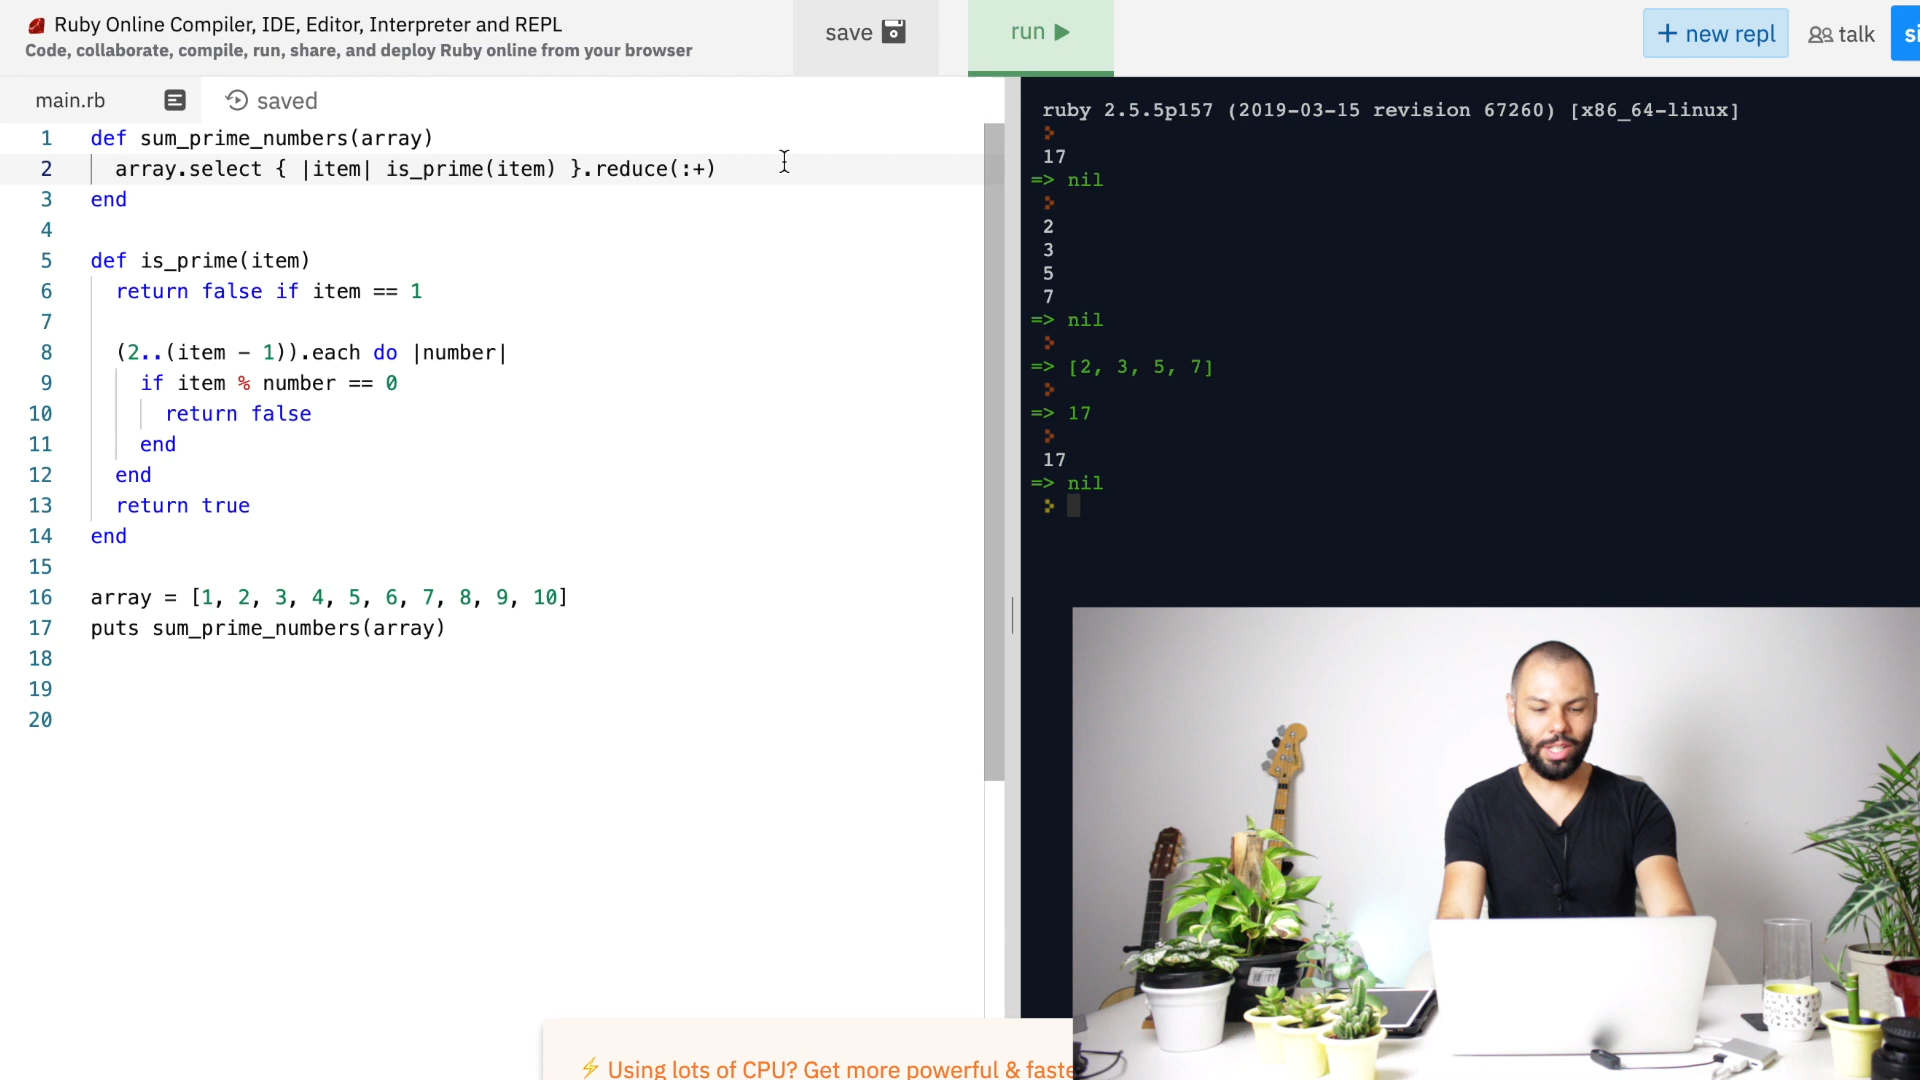 Ruby Online Compiler, IDE, Editor, Interpreter and REPL
Code, collaborate, compile, run, share, and deploy Ruby online from your browser
save
run
+ new repl
talk
si
main.rb
saved
1 def sum_prime_numbers(array)
2 array.select { |item| is_prime(item) }.reduce(:+)
3 end
4
5 def is_prime(item)
6 return false if item == 1
7
8 (2..(item - 1)).each do |number|
9 if item % number == 0
10 return false
11 end
12 end
13 return true
14 end
15
16 array = [1, 2, 3, 4, 5, 6, 7, 8, 9, 10]
17 puts sum_prime_numbers(array)
18
19
20
ruby 2.5.5p157 (2019-03-15 revision 67260) [x86_64-linux]
17
=> nil
2
3
5
7
=> nil
=> [2, 3, 5, 7]
=> 17
17
=> nil
⚡ Using lots of CPU? Get more powerful & faste